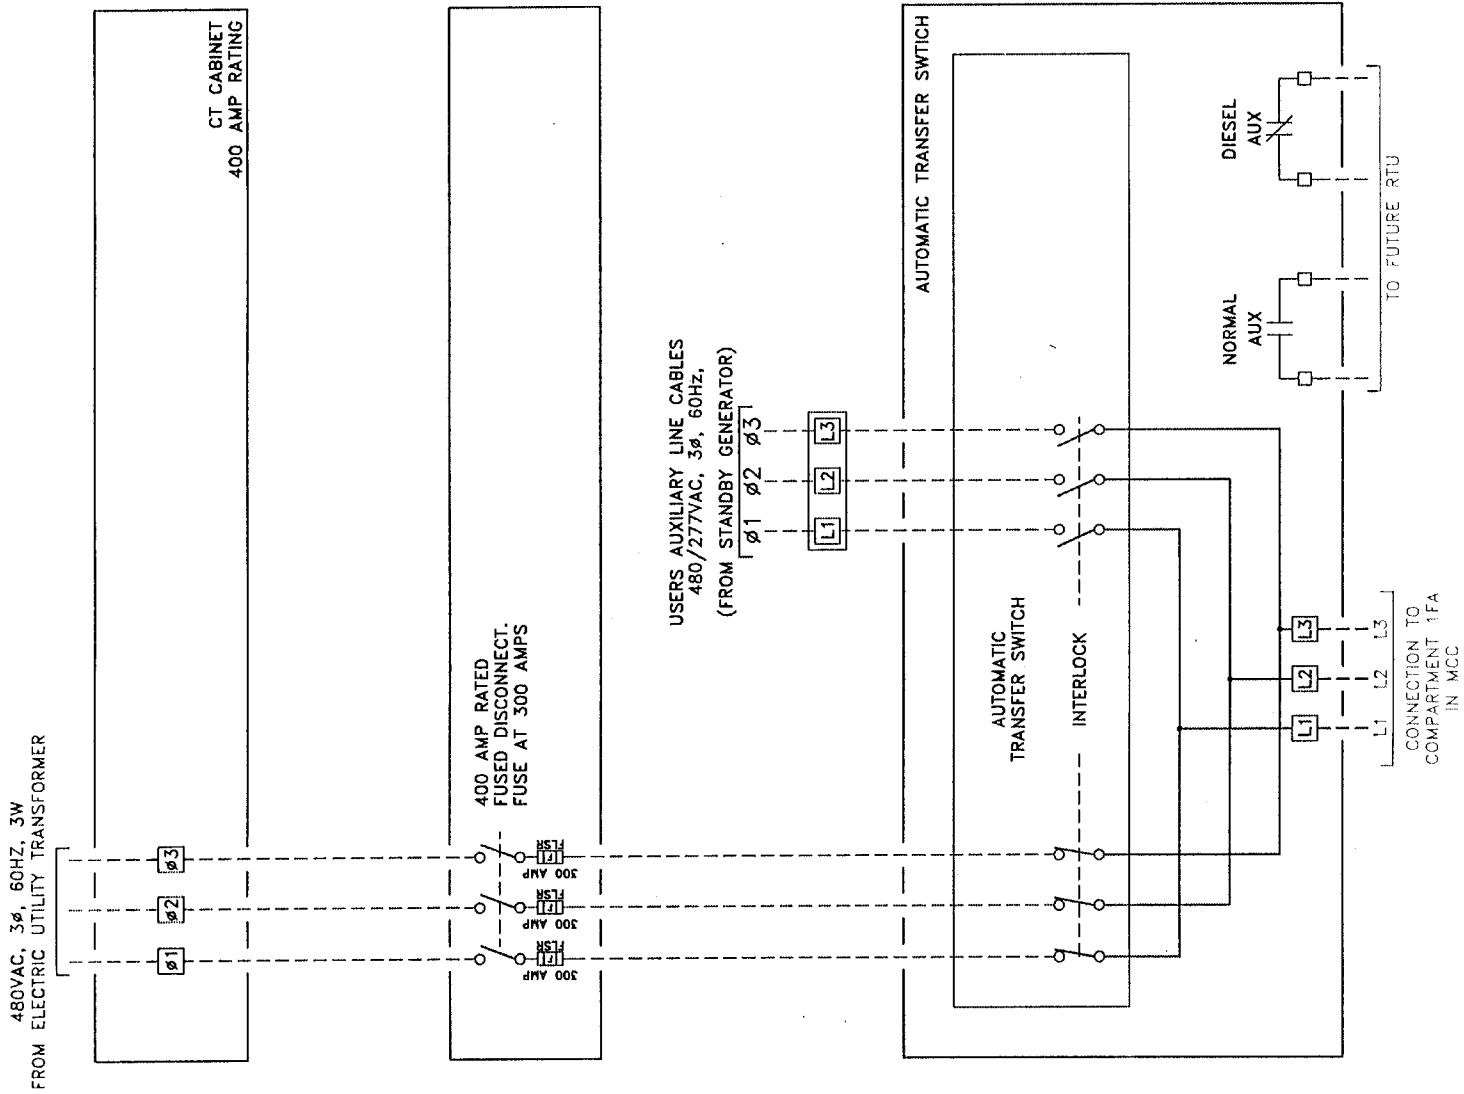 480VAC, 3ø, 60HZ, 3W
FROM ELECTRIC UTILITY TRANSFORMER
ø1
ø2
ø3
CT CABINET
400 AMP RATING
400 AMP RATED
FUSED DISCONNECT.
FUSE AT 300 AMPS
FLSR
300 AMP
FLSR
300 AMP
FLSR
300 AMP
USERS AUXILIARY LINE CABLES
480/277VAC, 3ø, 60Hz,
(FROM STANDBY GENERATOR)
ø1 ø2 ø3
L1
L2
L3
AUTOMATIC TRANSFER SWTICH
AUTOMATIC
TRANSFER SWITCH
INTERLOCK
NORMAL
AUX
DIESEL
AUX
L1
L2
L3
L1 L2 L3
CONNECTION TO
COMPARTMENT 1FA
IN MCC
TO FUTURE RTU